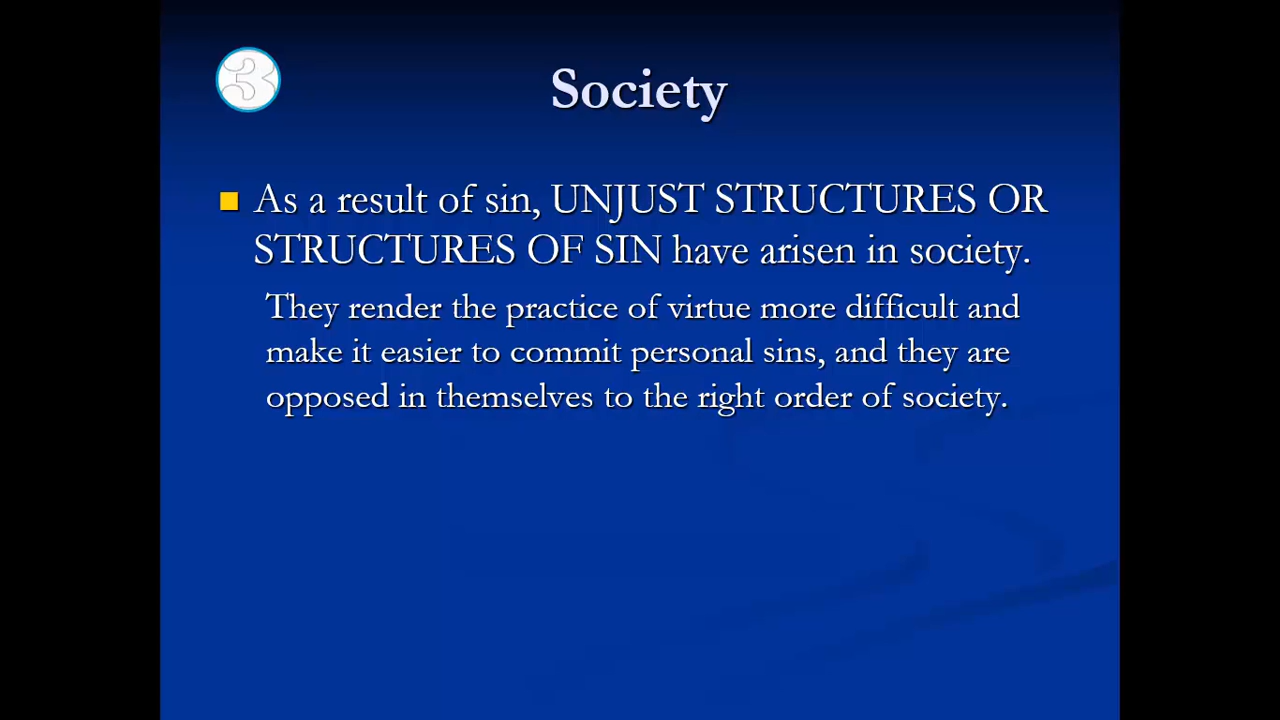 3
Society
As a result of sin, UNJUST STRUCTURES OR
STRUCTURES OF SIN have arisen in society.
They render the practice of virtue more difficult and
make it easier to commit personal sins, and they are
opposed in themselves to the right order of society.